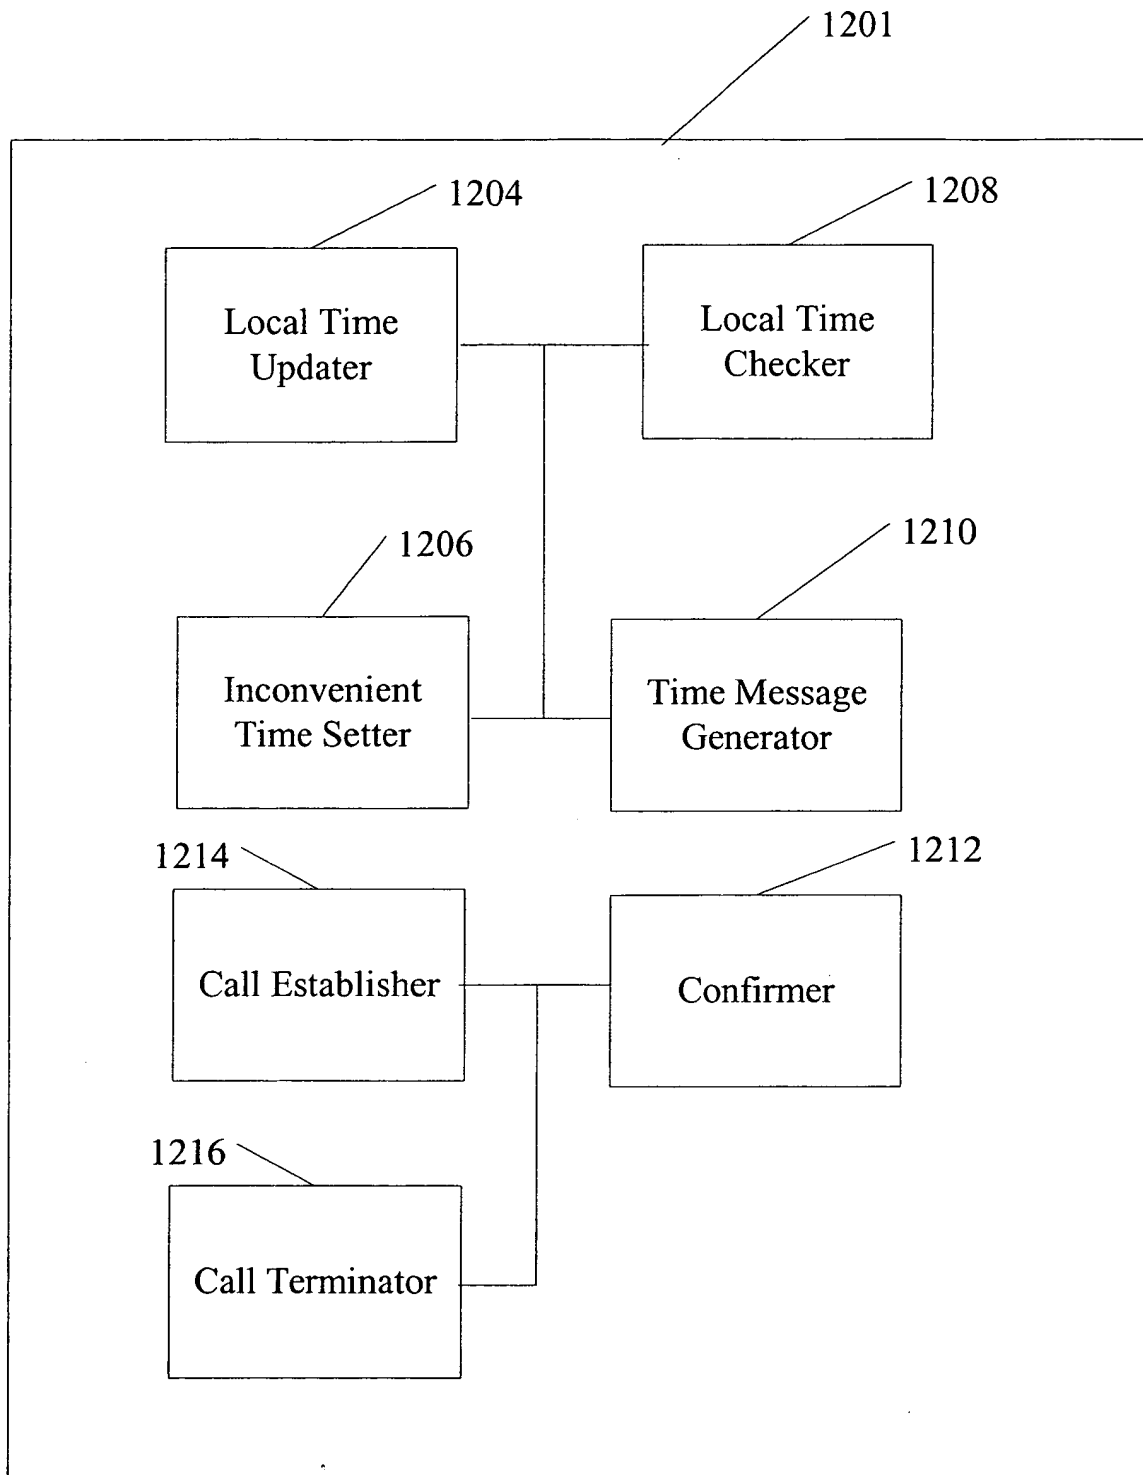 1201
1204
1208
Local Time
Updater
Local Time
Checker
1206
1210
Inconvenient
Time Setter
Time Message
Generator
1214
1212
Call Establisher
Confirmer
1216
Call Terminator